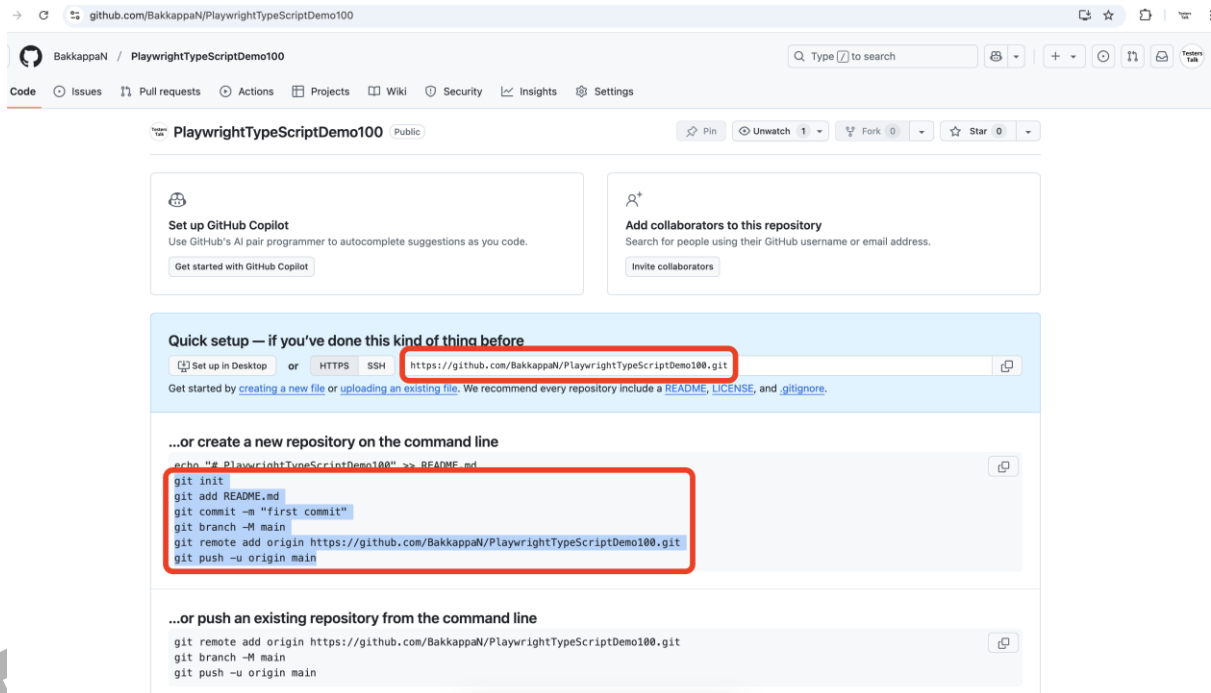 github.com/BakkappaN/PlaywrightTypeScriptDemo100
BakkappaN / PlaywrightTypeScriptDemo100
Type / to search
Testers Talk
Code Issues Pull requests Actions Projects Wiki Security Insights Settings
PlaywrightTypeScriptDemo100 Public
Pin Unwatch 1 Fork 0 Star 0
Set up GitHub Copilot
Use GitHub's AI pair programmer to autocomplete suggestions as you code.
Get started with GitHub Copilot
Add collaborators to this repository
Search for people using their GitHub username or email address.
Invite collaborators
Quick setup — if you've done this kind of thing before
Set up in Desktop or HTTPS SSH https://github.com/BakkappaN/PlaywrightTypeScriptDemo100.git
Get started by creating a new file or uploading an existing file. We recommend every repository include a README, LICENSE, and .gitignore.
...or create a new repository on the command line
echo "# PlaywrightTypeScriptDemo100" >> README.md
git init
git add README.md
git commit -m "first commit"
git branch -M main
git remote add origin https://github.com/BakkappaN/PlaywrightTypeScriptDemo100.git
git push -u origin main
...or push an existing repository from the command line
git remote add origin https://github.com/BakkappaN/PlaywrightTypeScriptDemo100.git
git branch -M main
git push -u origin main